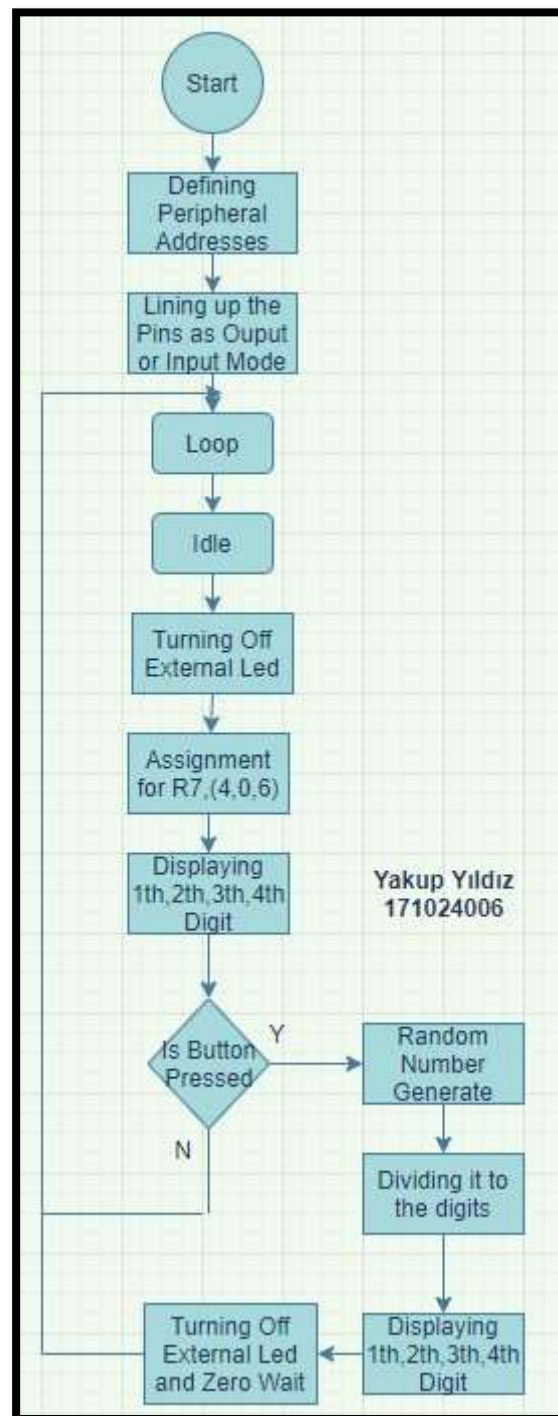 Start
Defining
Peripheral
Addresses
Lining up the
Pins as Ouput
or Input Mode
Loop
Idle
Turning Off
External Led
Assignment
for R7,(4,0,6)
Displaying
1th,2th,3th,4th
Digit
Yakup Yıldız
171024006
Is Button
Pressed
Y
N
Random
Number
Generate
Dividing it to
the digits
Displaying
1th,2th,3th,4th
Digit
Turning Off
External Led
and Zero Wait